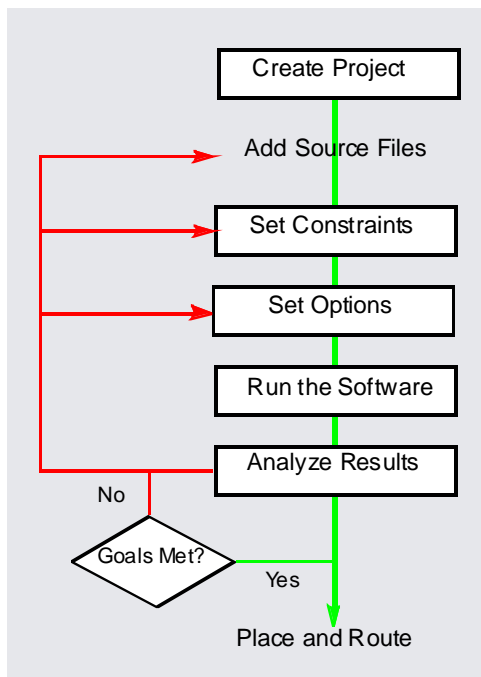 Create Project
Add Source Files
Set Constraints
Set Options
Run the Software
Analyze Results
No
Goals Met?
Yes
Place and Route